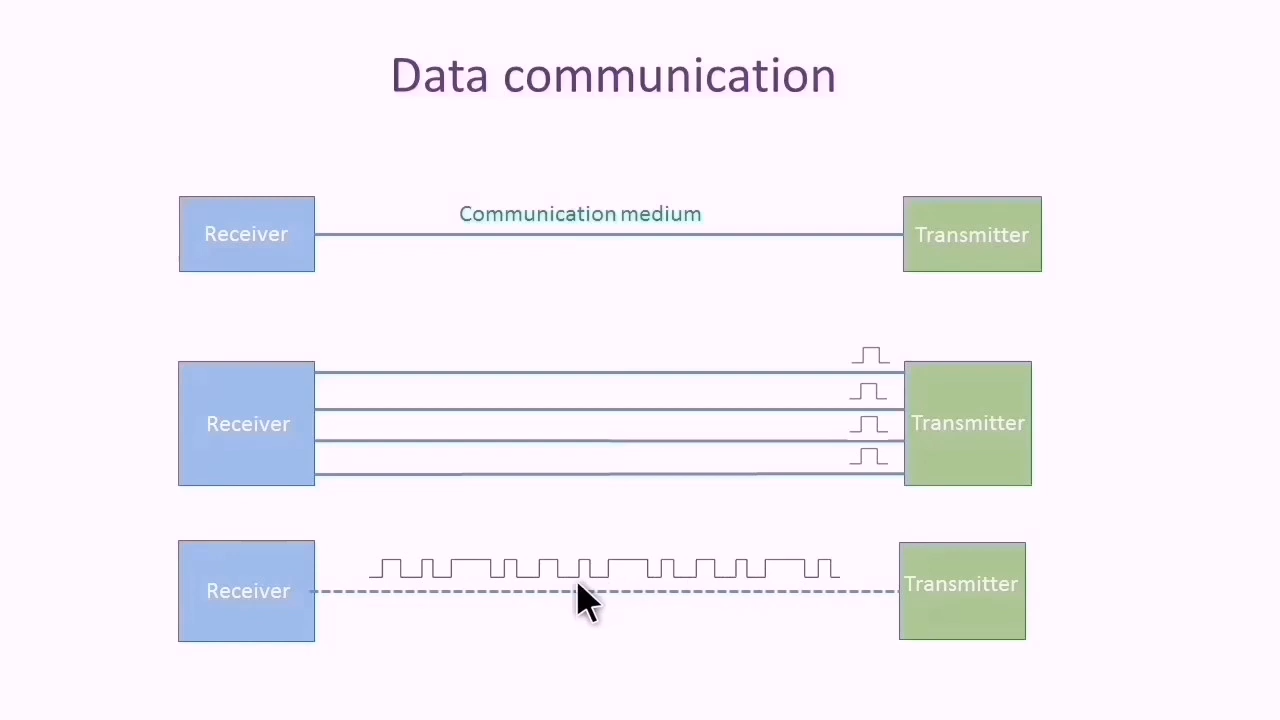 Data communication
Communication medium
Receiver
Transmitter
Receiver
Transmitter
Receiver
Transmitter